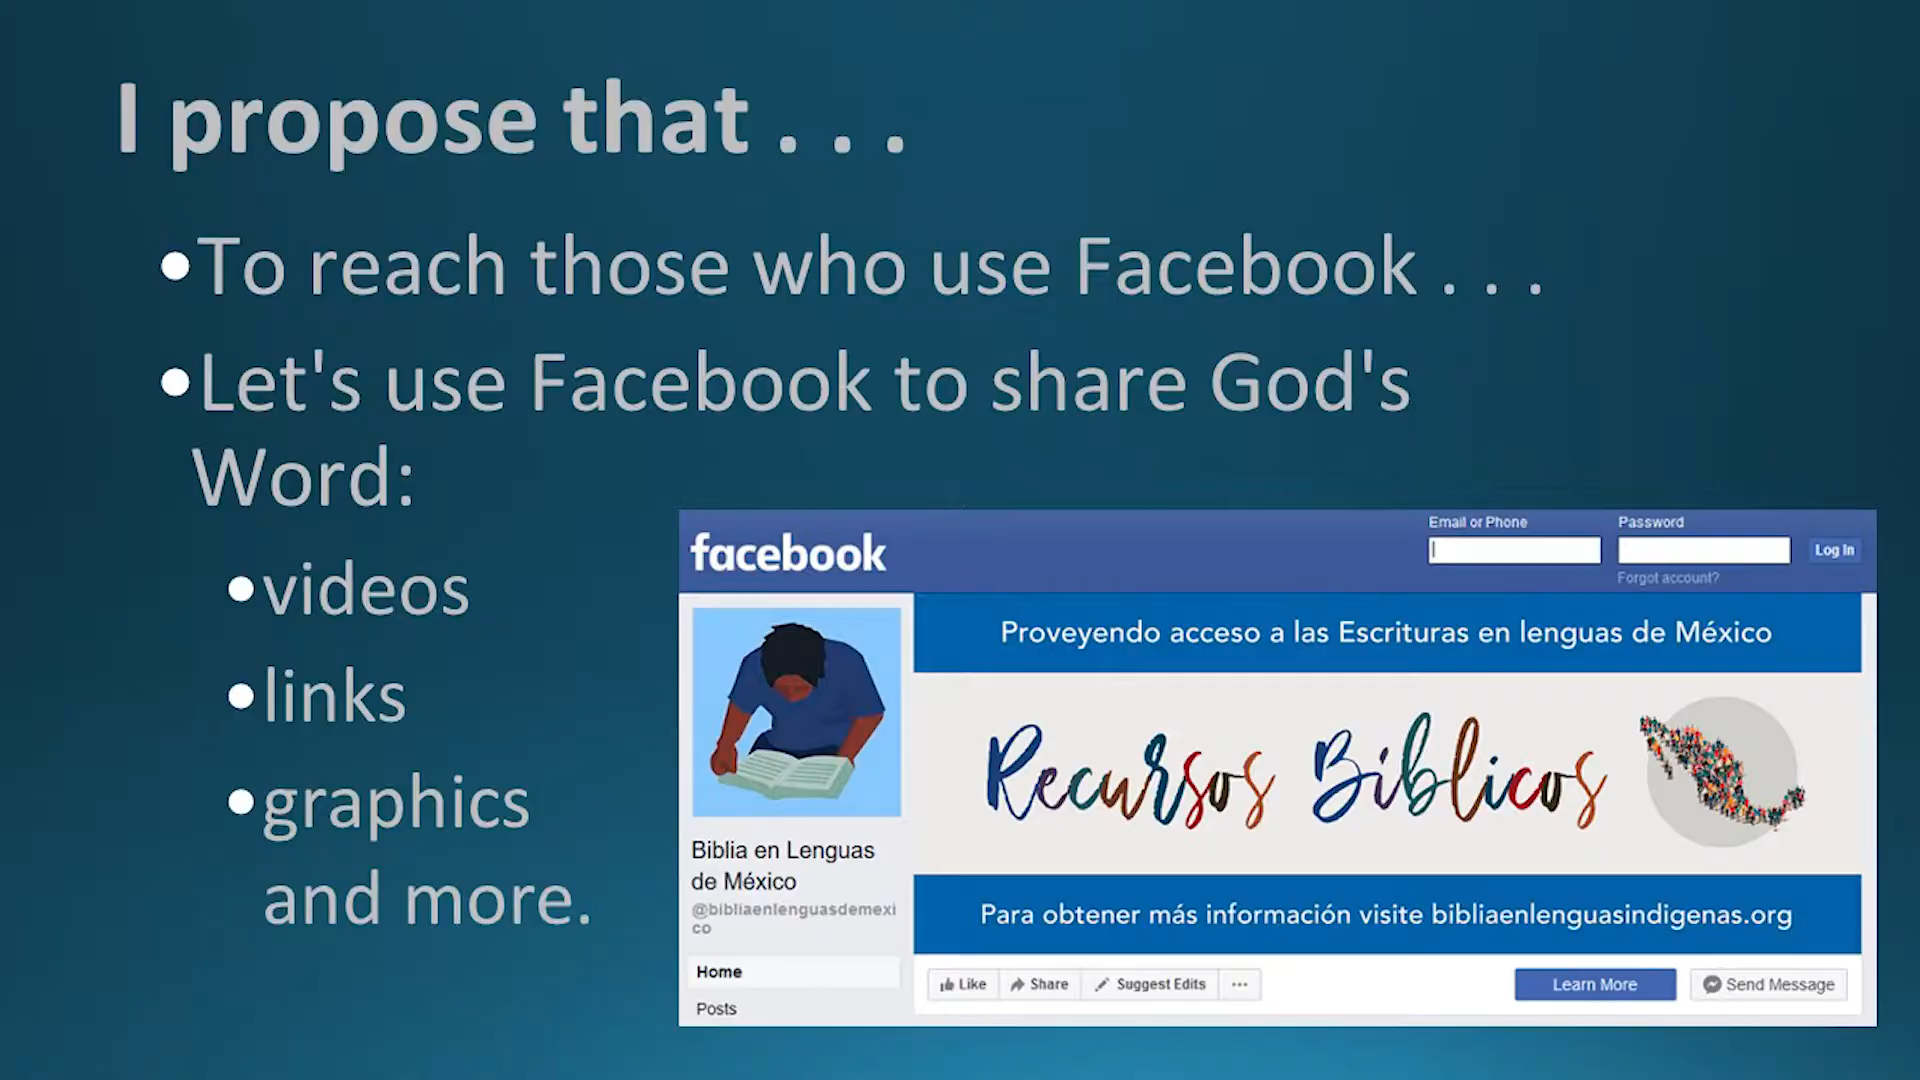 I propose that . . .
•To reach those who use Facebook . . .
•Let's use Facebook to share God's
Word:
•videos
•links
•graphics
and more.
facebook
Email or Phone
Password
Log In
Forgot account?
Proveyendo acceso a las Escrituras en lenguas de México
Recursos Bíblicos
Biblia en Lenguas
de México
@bibliaenlenguasdemexi
co
Para obtener más información visite bibliaenlenguasindigenas.org
Home
Posts
Like
Share
Suggest Edits
...
Learn More
Send Message